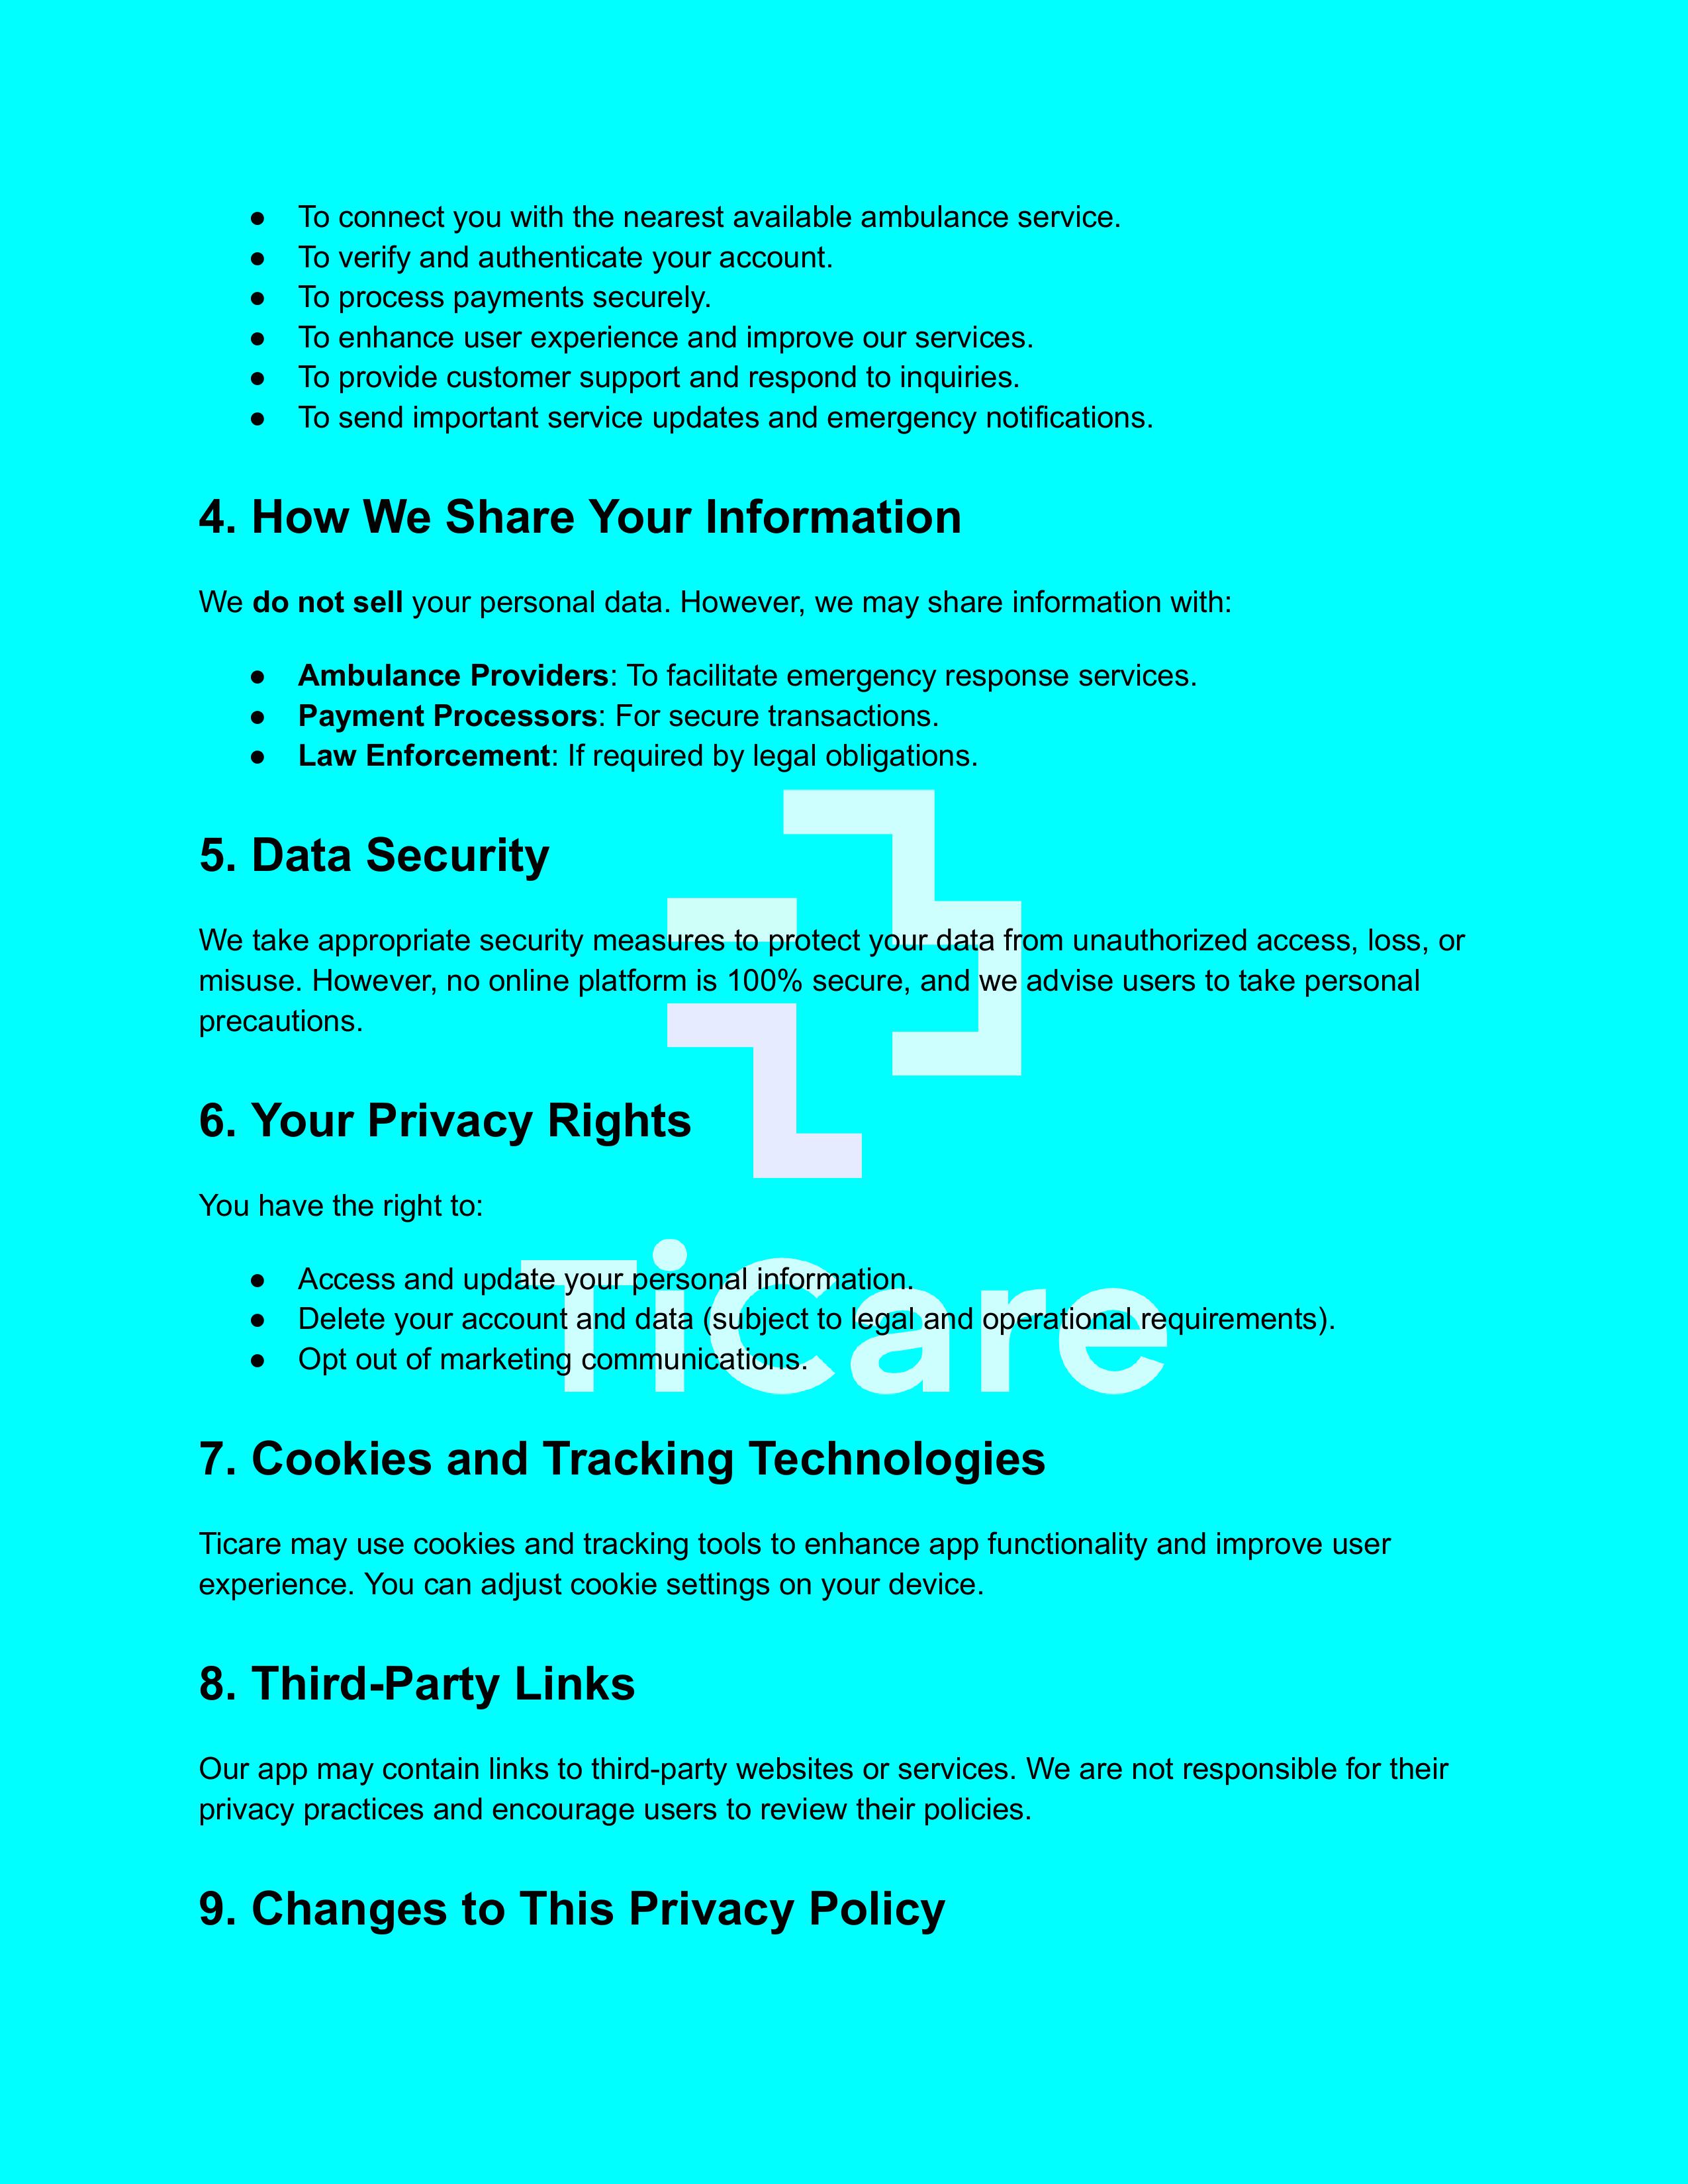 ● To connect you with the nearest available ambulance service.
● To verify and authenticate your account.
● To process payments securely.
● To enhance user experience and improve our services.
● To provide customer support and respond to inquiries.
● To send important service updates and emergency notifications.
4. How We Share Your Information
We do not sell your personal data. However, we may share information with:
● Ambulance Providers: To facilitate emergency response services.
● Payment Processors: For secure transactions.
● Law Enforcement: If required by legal obligations.
5. Data Security
We take appropriate security measures to protect your data from unauthorized access, loss, or
misuse. However, no online platform is 100% secure, and we advise users to take personal
precautions.
6. Your Privacy Rights
You have the right to:
● Access and update your personal information.
● Delete your account and data (subject to legal and operational requirements).
● Opt out of marketing communications.
TiCare
7. Cookies and Tracking Technologies
Ticare may use cookies and tracking tools to enhance app functionality and improve user
experience. You can adjust cookie settings on your device.
8. Third-Party Links
Our app may contain links to third-party websites or services. We are not responsible for their
privacy practices and encourage users to review their policies.
9. Changes to This Privacy Policy